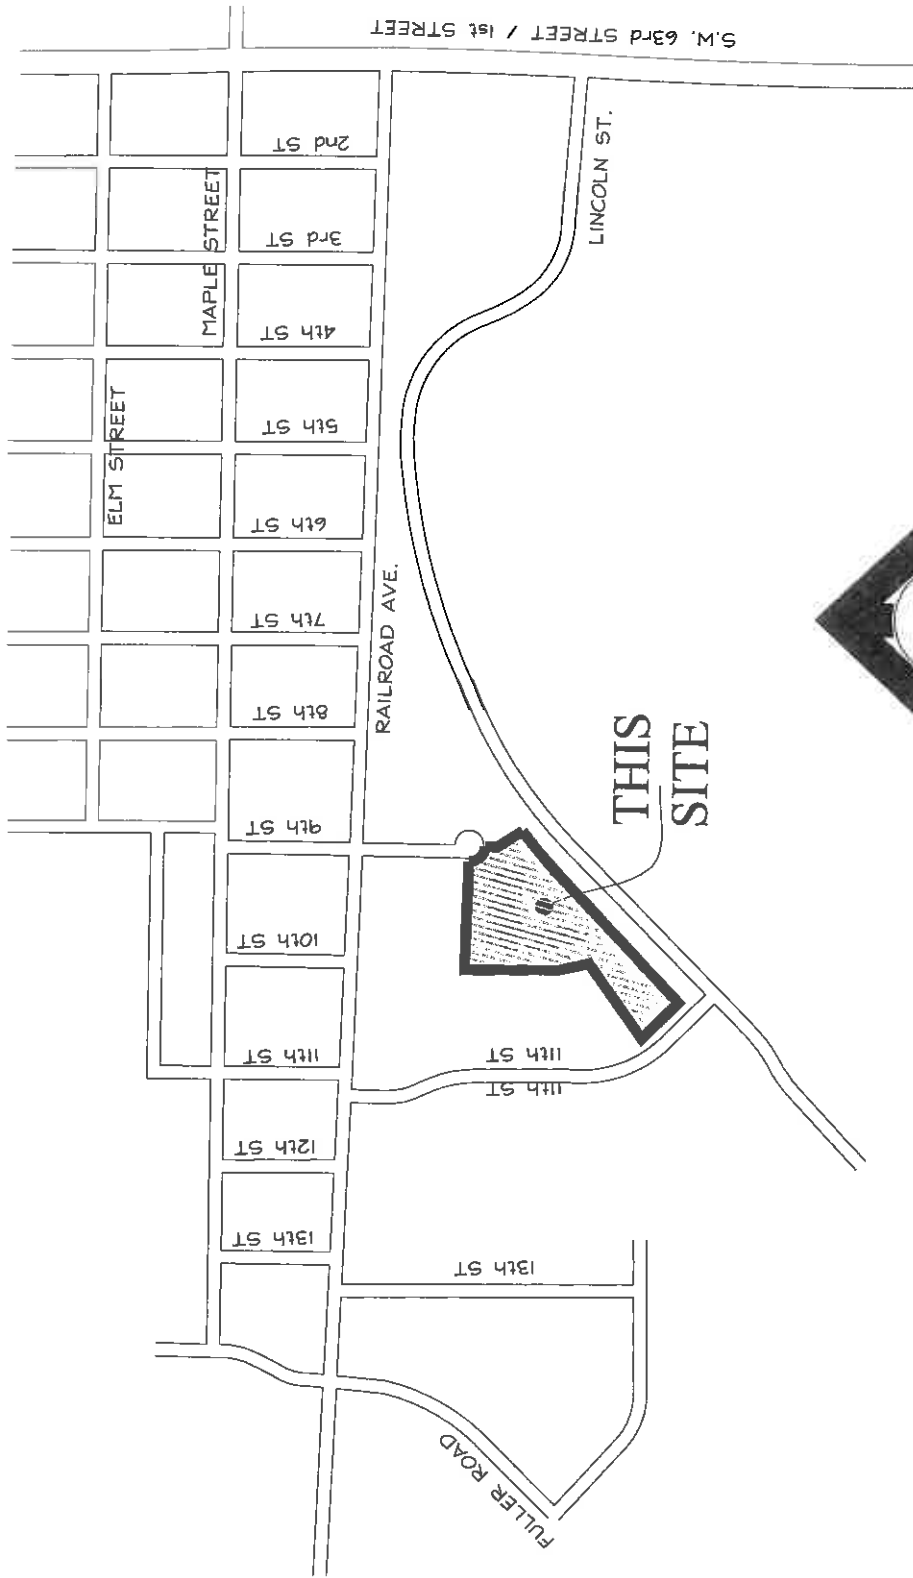 S.W. 63rd STREET / 1st STREET
2nd ST
3rd ST
4th ST
5th ST
6th ST
7th ST
8th ST
9th ST
10th ST
11th ST
12th ST
13th ST
MAPLE STREET
ELM STREET
RAILROAD AVE.
LINCOLN ST.
THIS
SITE
11th ST
11th ST
13th ST
FULLER ROAD